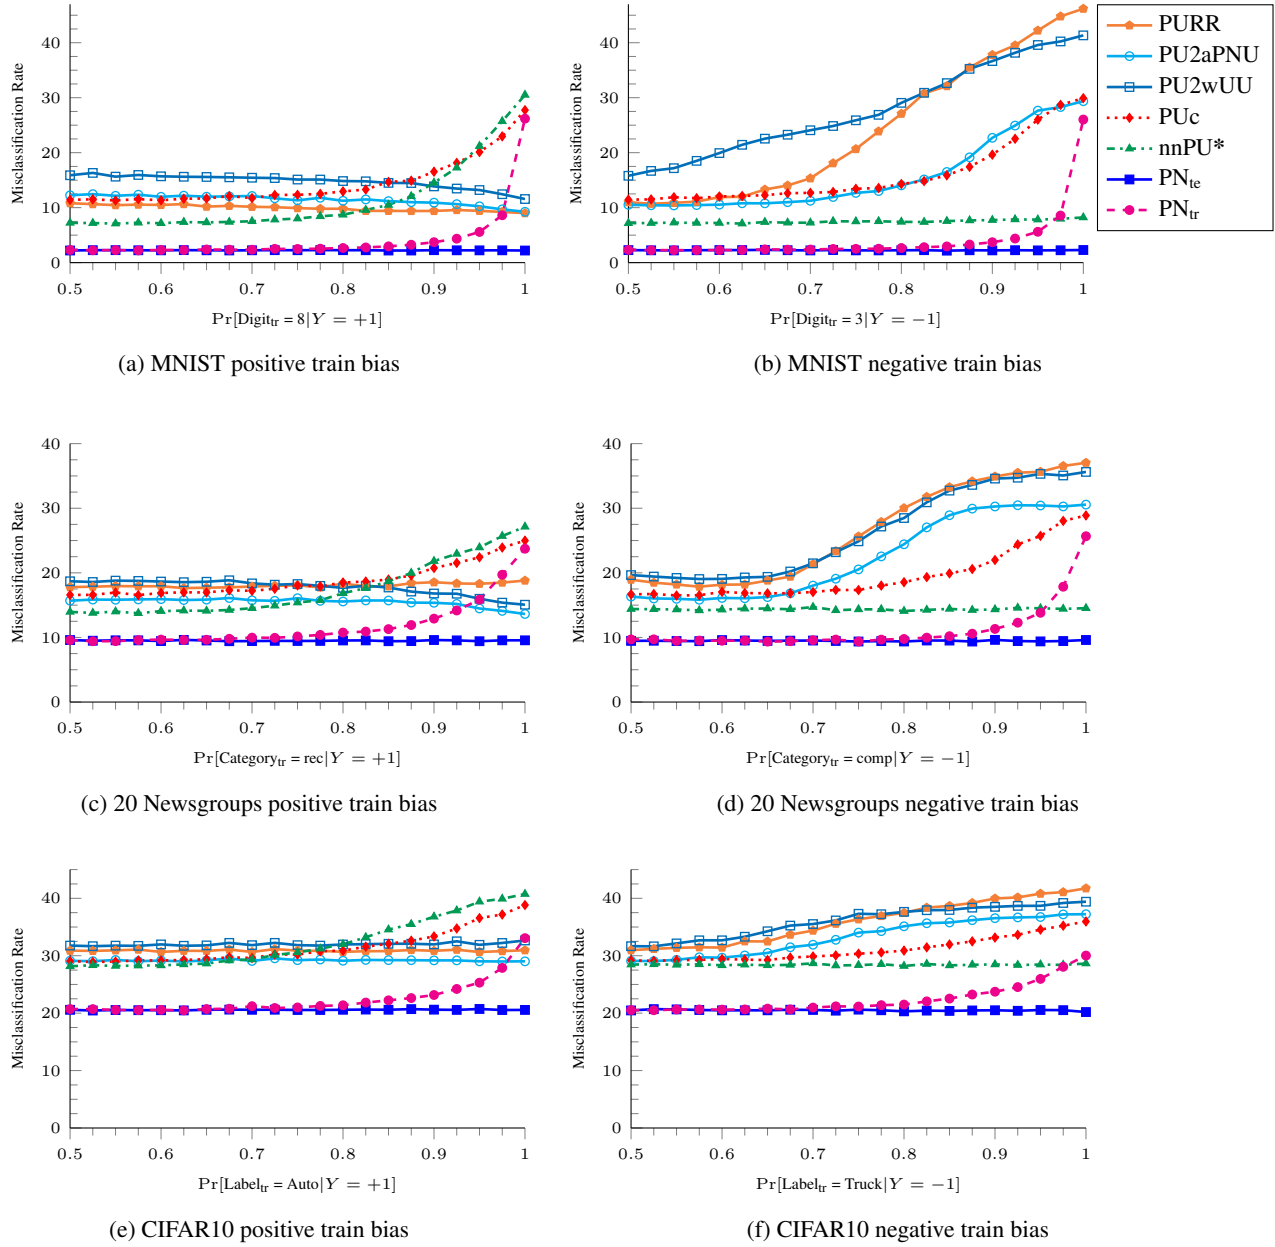 Misclassification Rate
40
30
20
10
0
0.5 0.6 0.7 0.8 0.9 1
Pr[Digit_tr = 8|Y = +1]
(a) MNIST positive train bias
Misclassification Rate
40
30
20
10
0
0.5 0.6 0.7 0.8 0.9 1
Pr[Digit_tr = 3|Y = −1]
(b) MNIST negative train bias
PURR
PU2aPNU
PU2wUU
PUc
nnPU*
PN_te
PN_tr
Misclassification Rate
40
30
20
10
0
0.5 0.6 0.7 0.8 0.9 1
Pr[Category_tr = rec|Y = +1]
(c) 20 Newsgroups positive train bias
Misclassification Rate
40
30
20
10
0
0.5 0.6 0.7 0.8 0.9 1
Pr[Category_tr = comp|Y = −1]
(d) 20 Newsgroups negative train bias
Misclassification Rate
40
30
20
10
0
0.5 0.6 0.7 0.8 0.9 1
Pr[Label_tr = Auto|Y = +1]
(e) CIFAR10 positive train bias
Misclassification Rate
40
30
20
10
0
0.5 0.6 0.7 0.8 0.9 1
Pr[Label_tr = Truck|Y = −1]
(f) CIFAR10 negative train bias